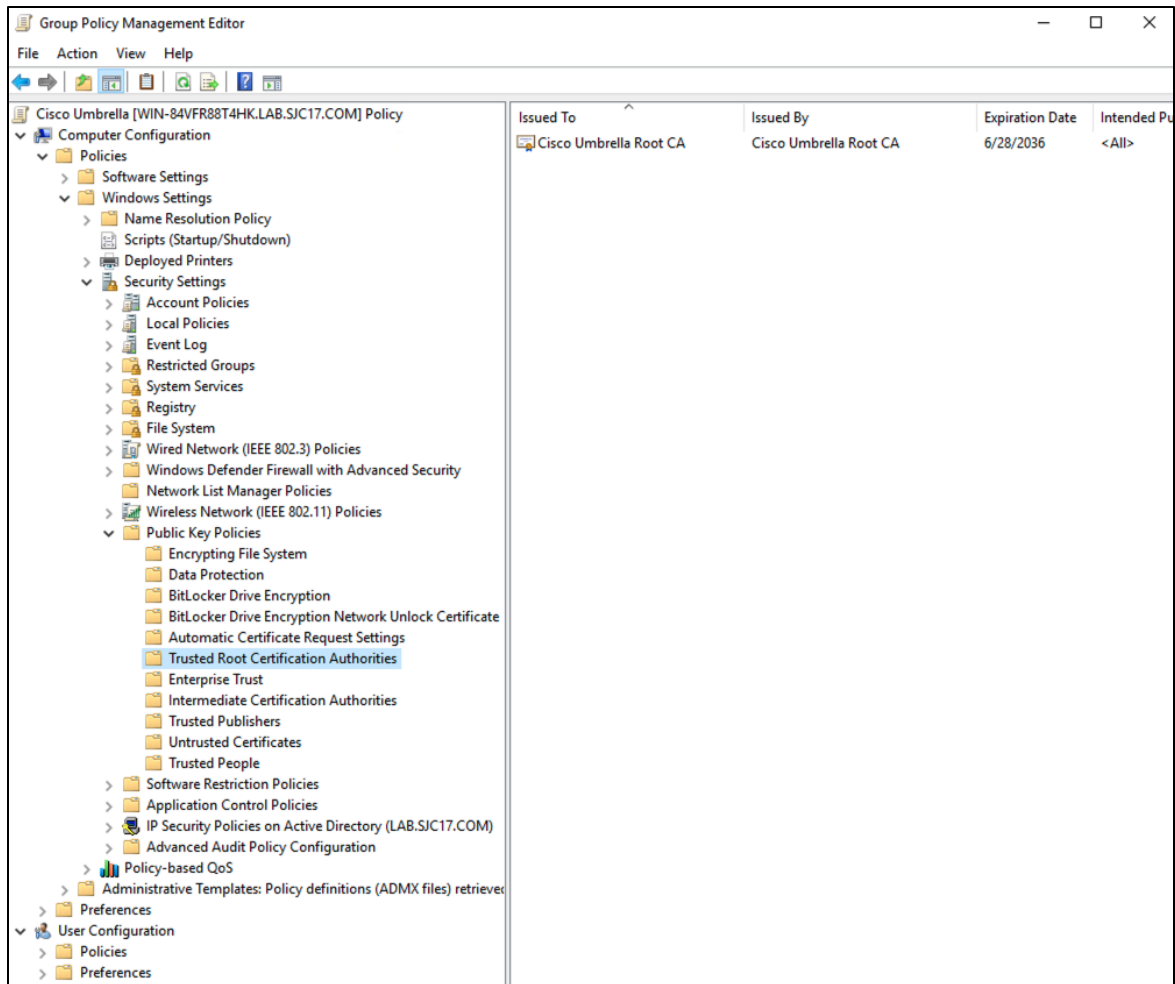 Group Policy Management Editor
File Action View Help
Cisco Umbrella [WIN-84VFR88T4HK.LAB.SJC17.COM] Policy
Computer Configuration
Policies
Software Settings
Windows Settings
Name Resolution Policy
Scripts (Startup/Shutdown)
Deployed Printers
Security Settings
Account Policies
Local Policies
Event Log
Restricted Groups
System Services
Registry
File System
Wired Network (IEEE 802.3) Policies
Windows Defender Firewall with Advanced Security
Network List Manager Policies
Wireless Network (IEEE 802.11) Policies
Public Key Policies
Encrypting File System
Data Protection
BitLocker Drive Encryption
BitLocker Drive Encryption Network Unlock Certificate
Automatic Certificate Request Settings
Trusted Root Certification Authorities
Enterprise Trust
Intermediate Certification Authorities
Trusted Publishers
Untrusted Certificates
Trusted People
Software Restriction Policies
Application Control Policies
IP Security Policies on Active Directory (LAB.SJC17.COM)
Advanced Audit Policy Configuration
Policy-based QoS
Administrative Templates: Policy definitions (ADMX files) retrievec
Preferences
User Configuration
Policies
Preferences
Issued To Issued By Expiration Date Intended Pu
Cisco Umbrella Root CA Cisco Umbrella Root CA 6/28/2036 <All>